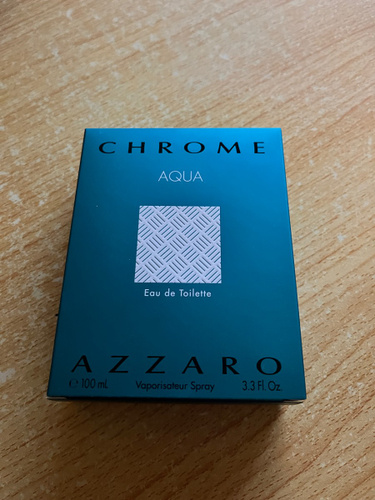 CHROME
AQUA
Eau de Toilette
AZZARO
℮ 100 mL Vaporisateur Spray 3.3 Fl. Oz.